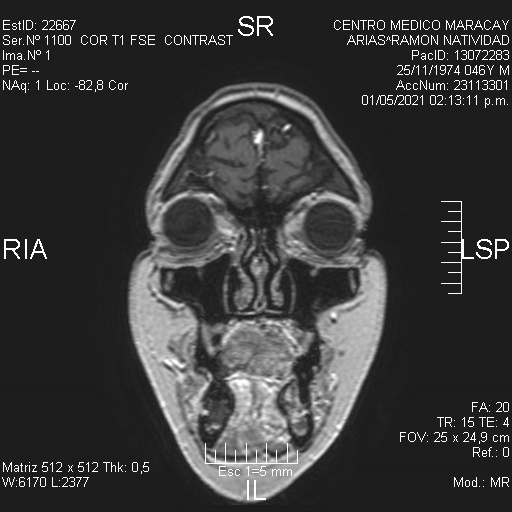 EstID: 22667
Ser.Nº 1100 COR T1 FSE CONTRAST
Ima.Nº 1
PE= --
NAq: 1 Loc: -82,8 Cor
SR
CENTRO MEDICO MARACAY
ARIAS^RAMON NATIVIDAD
PacID: 13072283
25/11/1974 046Y M
AccNum: 23113301
01/05/2021 02:13:11 p.m.
RIA
LSP
FA: 20
TR: 15 TE: 4
FOV: 25 x 24,9 cm
Ref.: 0
Mod.: MR
Matriz 512 x 512 Thk: 0,5
W:6170 L:2377
Esc 1=5 mm
IL